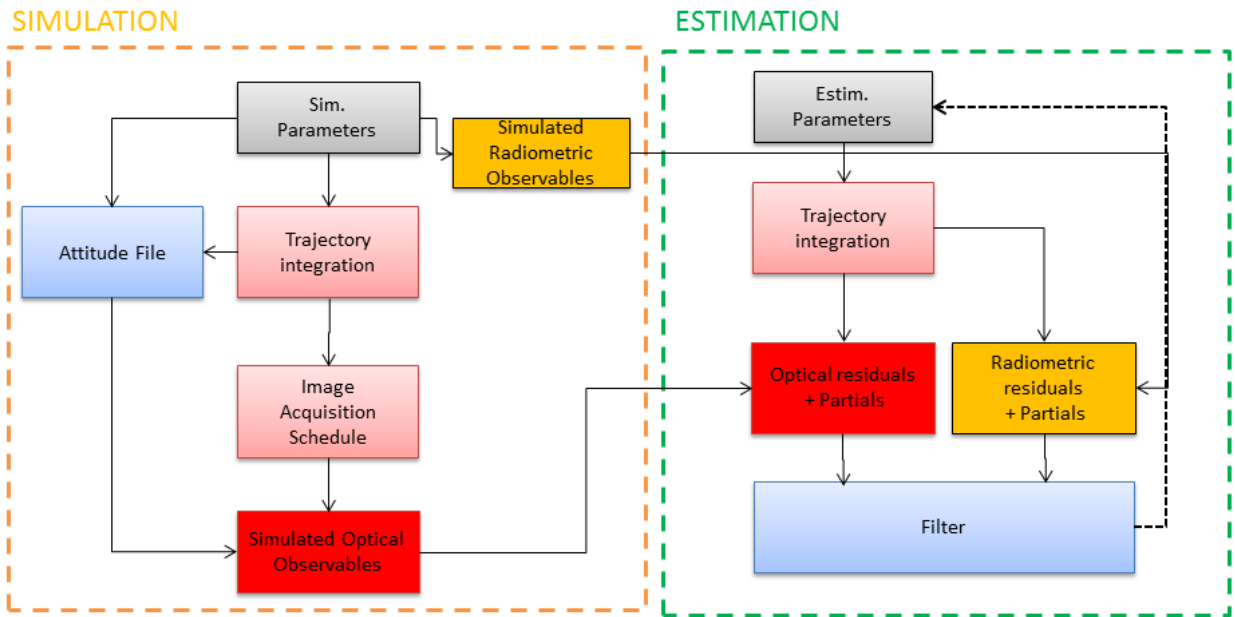 SIMULATION
Sim.
Parameters
Simulated
Radiometric
Observables
Attitude File
Trajectory
integration
Image
Acquisition
Schedule
Simulated Optical
Observables
ESTIMATION
Estim.
Parameters
Trajectory
integration
Optical residuals
+ Partials
Radiometric
residuals
+ Partials
Filter